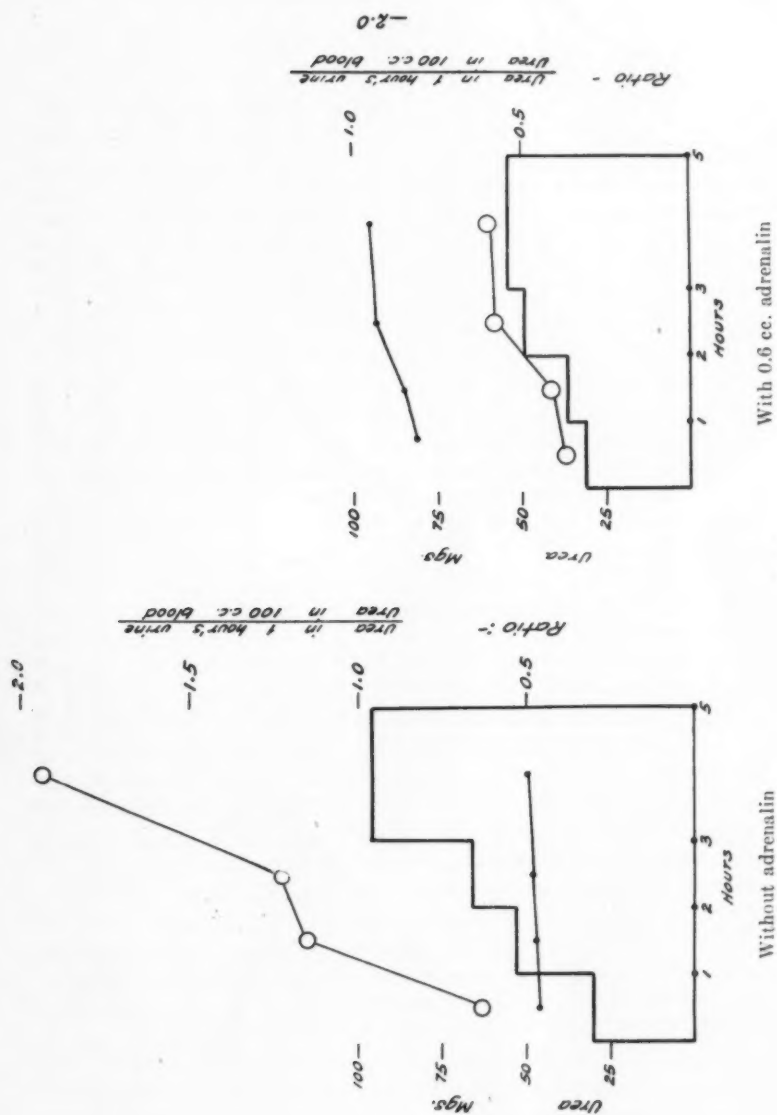 Ratio :-
Urea in 1 hour's urine
Urea in 100 c.c. blood
—2.0
—1.5
—1.0
—0.5
Urea
Mgs.
100—
75—
50—
25—
1
2
3
5
HOURS
Without adrenalin
Ratio -
Urea in 1 hour's urine
Urea in 100 c.c. blood
—2.0
—1.0
—0.5
Urea
Mgs.
100—
75—
50—
25—
1
2
3
5
HOURS
With 0.6 cc. adrenalin